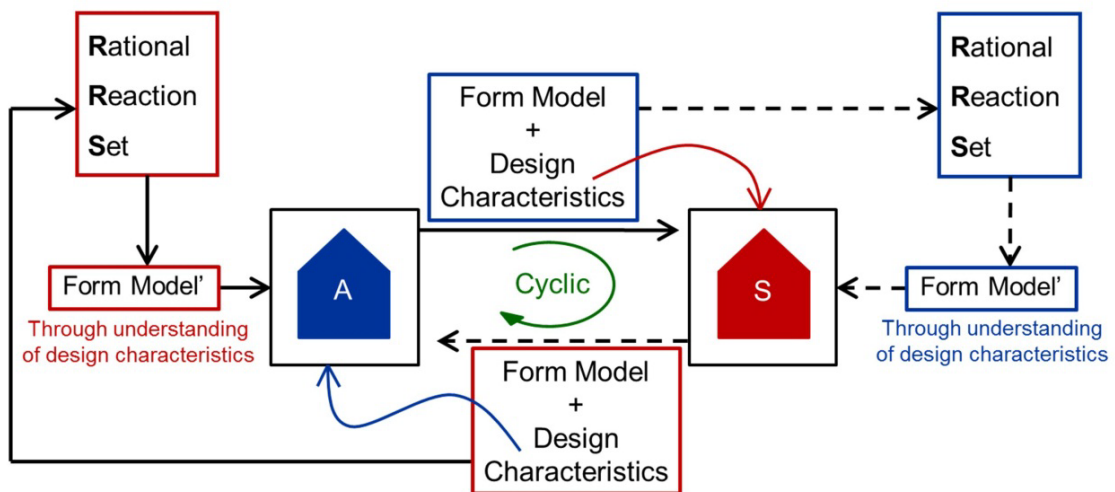 Rational
Reaction
Set
Form Model'
Through understanding
of design characteristics
A
Form Model
+
Design
Characteristics
Cyclic
Form Model
+
Design
Characteristics
S
Rational
Reaction
Set
Form Model'
Through understanding
of design characteristics